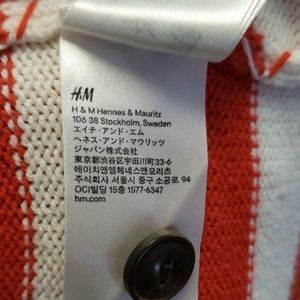 H&M
H & M Hennes & Mauritz
106 38 Stockholm, Sweden
エイチ・アンド・エム
ヘネス・アンド・マウリッツ
ジャパン株式会社
東京都渋谷区宇田川町33-6
에이치앤엠헤네스앤모리츠
주식회사 서울시 중구 소공로 94
OCI빌딩 15층 1577-6347
hm.com